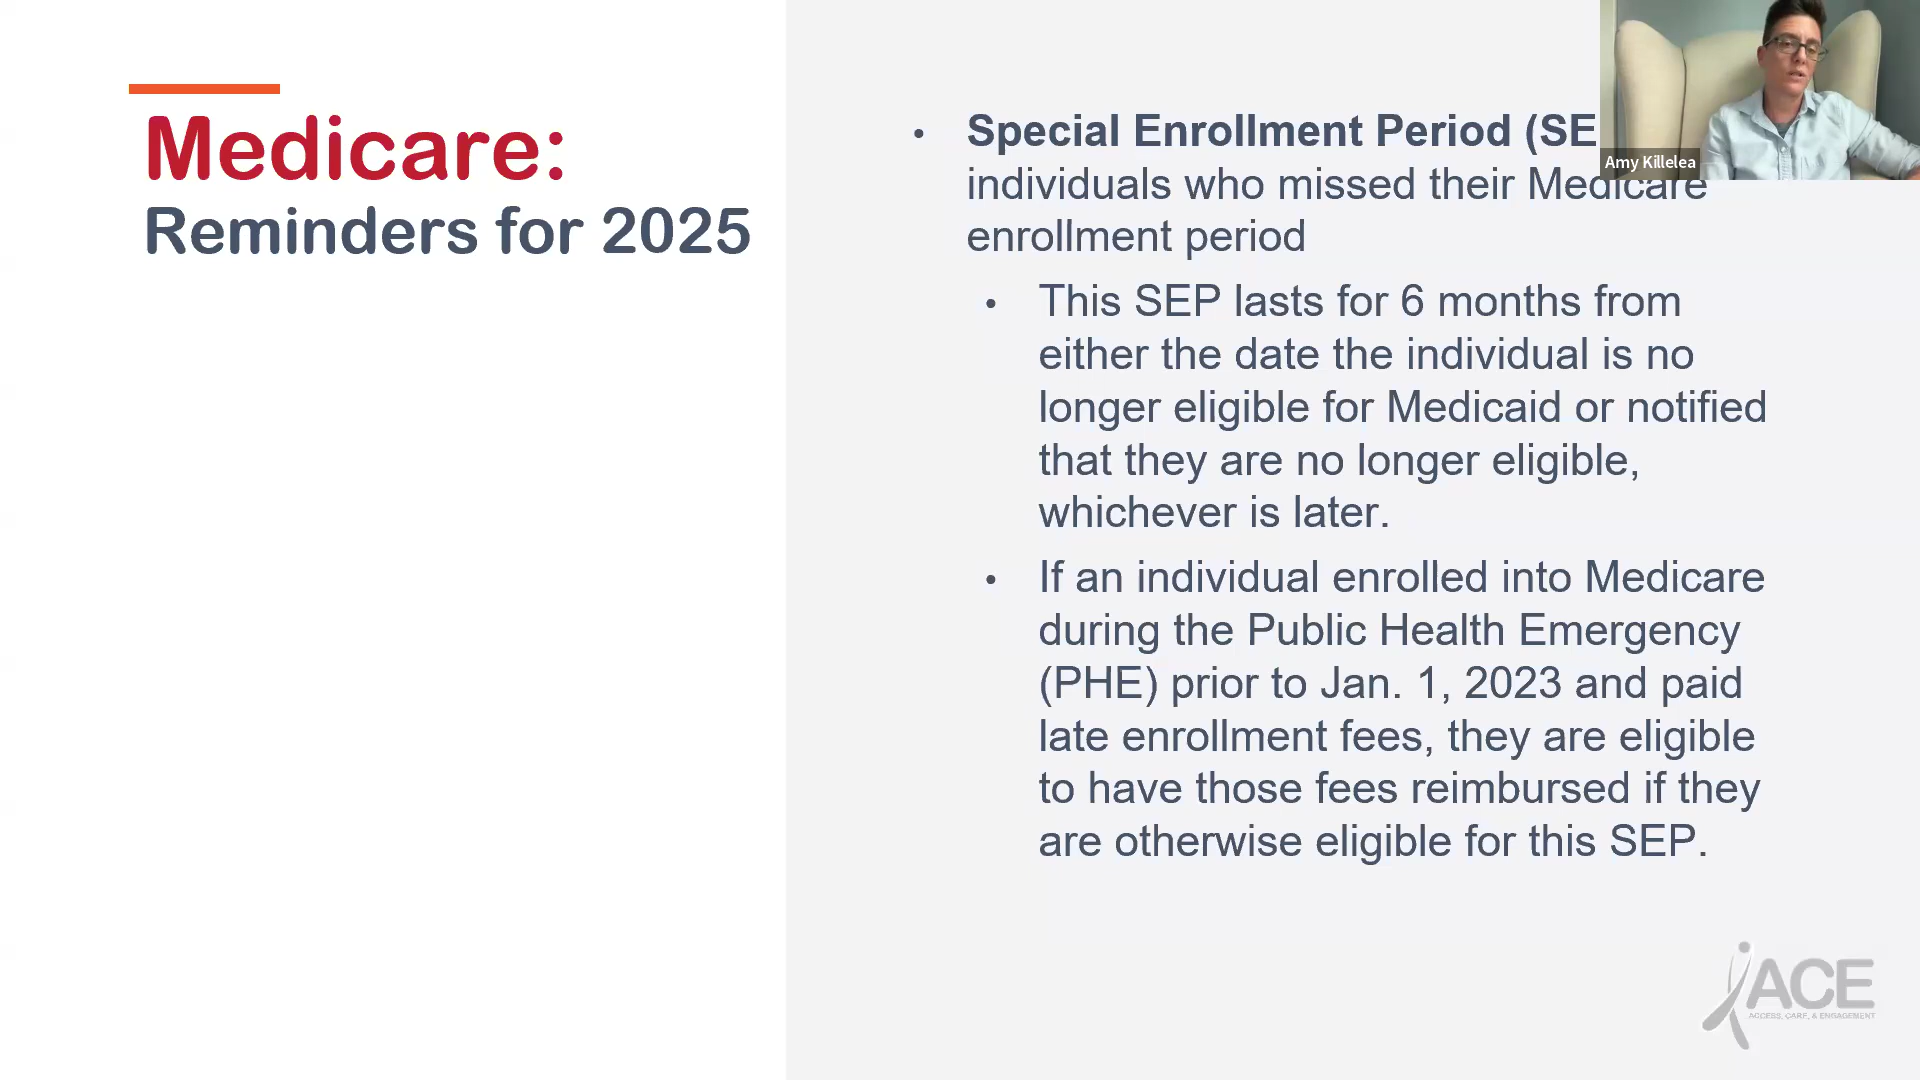 Medicare:
Reminders for 2025
• Special Enrollment Period (SE
individuals who missed their Medicare
enrollment period
• This SEP lasts for 6 months from
either the date the individual is no
longer eligible for Medicaid or notified
that they are no longer eligible,
whichever is later.
• If an individual enrolled into Medicare
during the Public Health Emergency
(PHE) prior to Jan. 1, 2023 and paid
late enrollment fees, they are eligible
to have those fees reimbursed if they
are otherwise eligible for this SEP.
Amy Killelea
ACE
ACCESS, CARE, & ENGAGEMENT